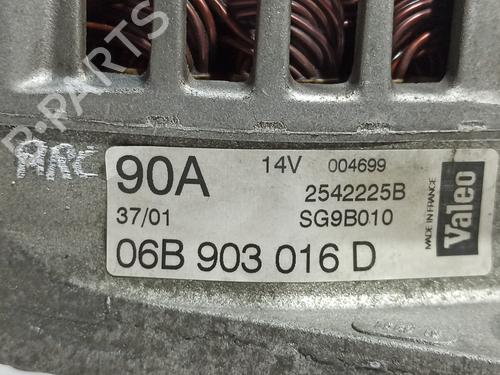 B-PARTS
ARC
90A 14V 004699
2542225B
37/01 SG9B010
06B 903 016 D
MADE IN FRANCE
Valeo